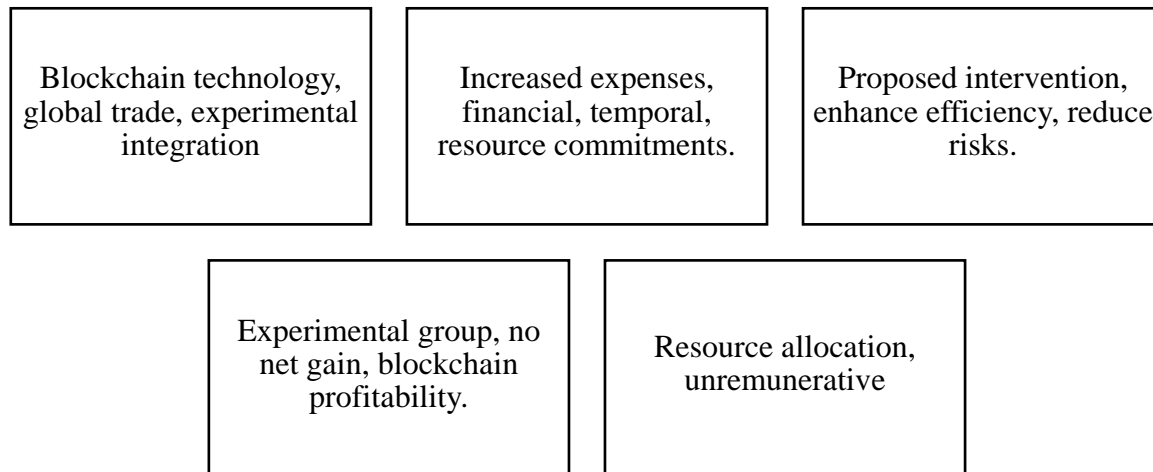 Blockchain technology,
global trade, experimental
integration
Increased expenses,
financial, temporal,
resource commitments.
Proposed intervention,
enhance efficiency, reduce
risks.
Experimental group, no
net gain, blockchain
profitability.
Resource allocation,
unremunerative